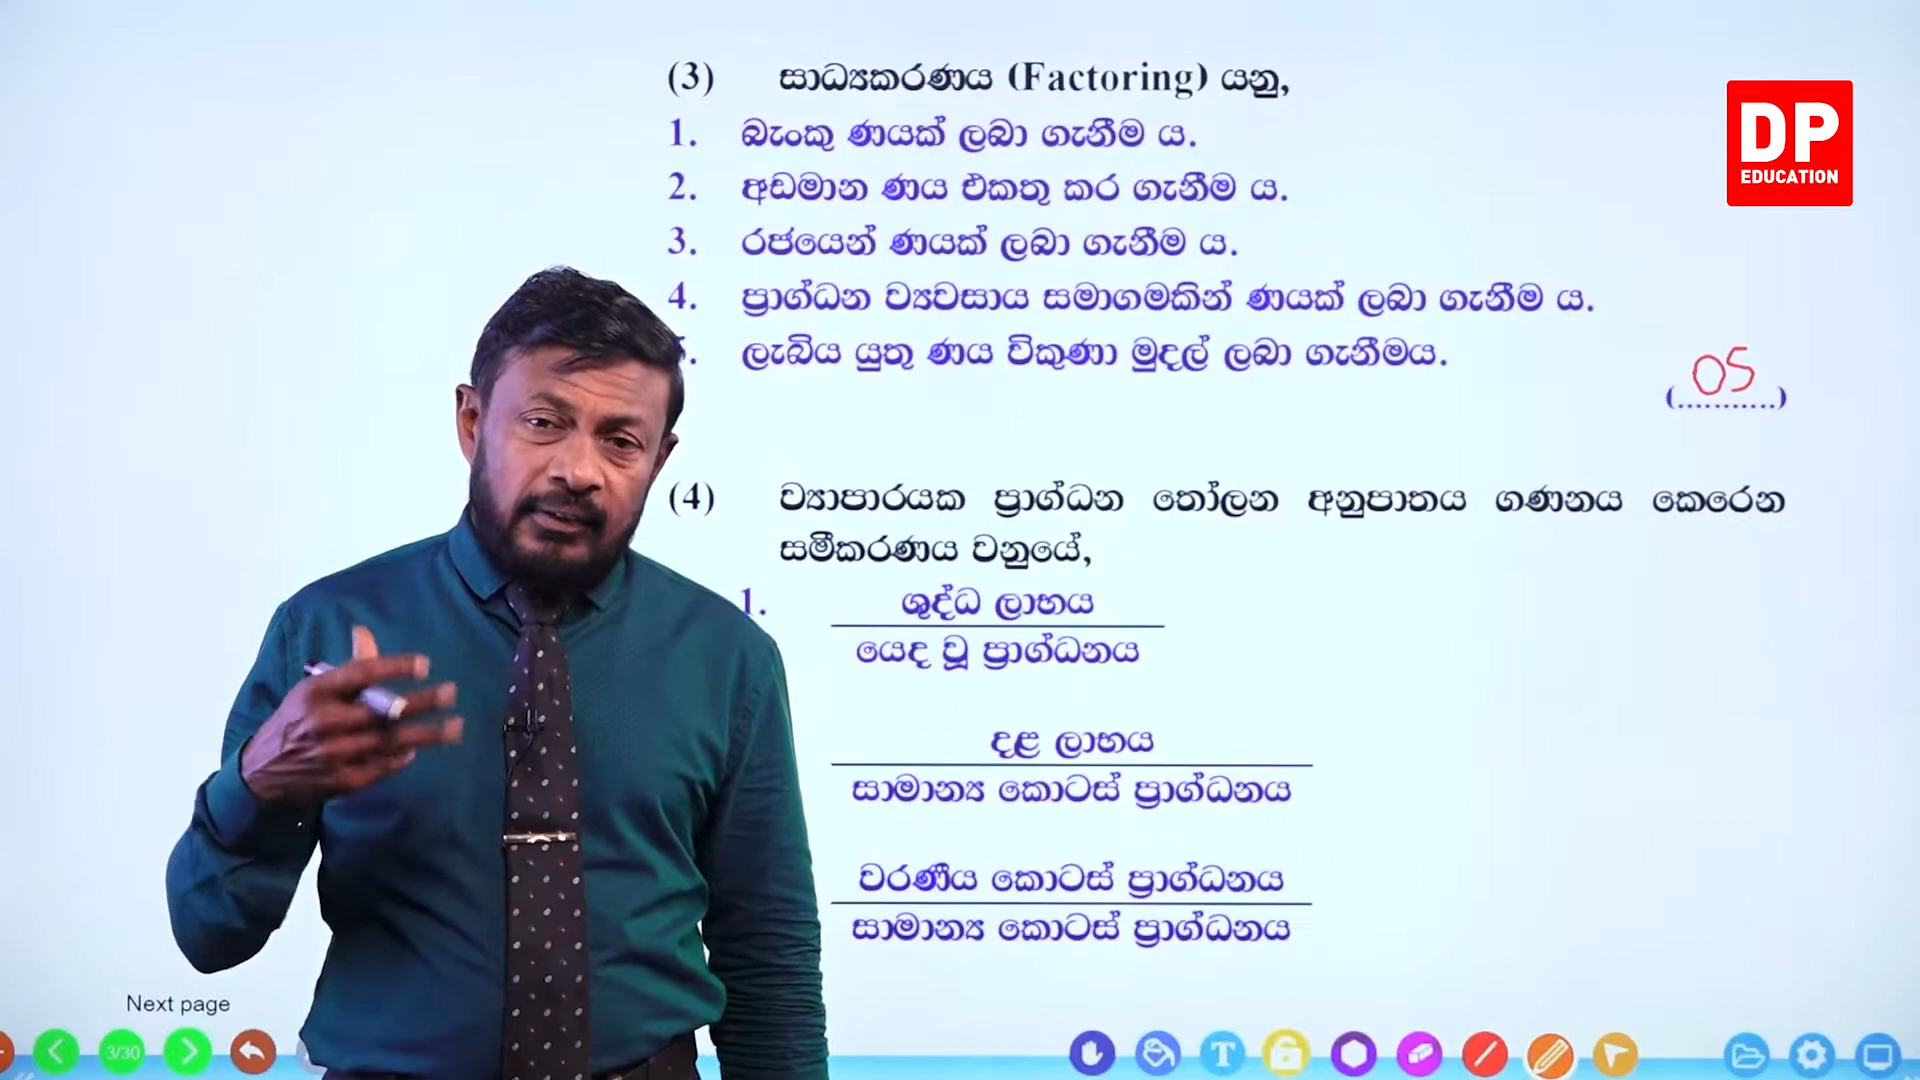 (3) සාධ්‍යකරණය (Factoring) යනු,
1. බැංකු ණයක් ලබා ගැනීම ය.
2. අඩමාන ණය එකතු කර ගැනීම ය.
3. රජයෙන් ණයක් ලබා ගැනීම ය.
4. ප්‍රාග්ධන ව්‍යවසාය සමාගමකින් ණයක් ලබා ගැනීම ය.
ලැබිය යුතු ණය විකුණා මුදල් ලබා ගැනීමය.
(....05....)
(4) ව්‍යාපාරයක ප්‍රාග්ධන තෝලන අනුපාතය ගණනය කෙරෙන
සමීකරණය වනුයේ,
1. ශුද්ධ ලාභය
යෙද වූ ප්‍රාග්ධනය
දළ ලාභය
සාමාන්‍ය කොටස් ප්‍රාග්ධනය
වරණීය කොටස් ප්‍රාග්ධනය
සාමාන්‍ය කොටස් ප්‍රාග්ධනය
DP
EDUCATION
Next page
3/30
T